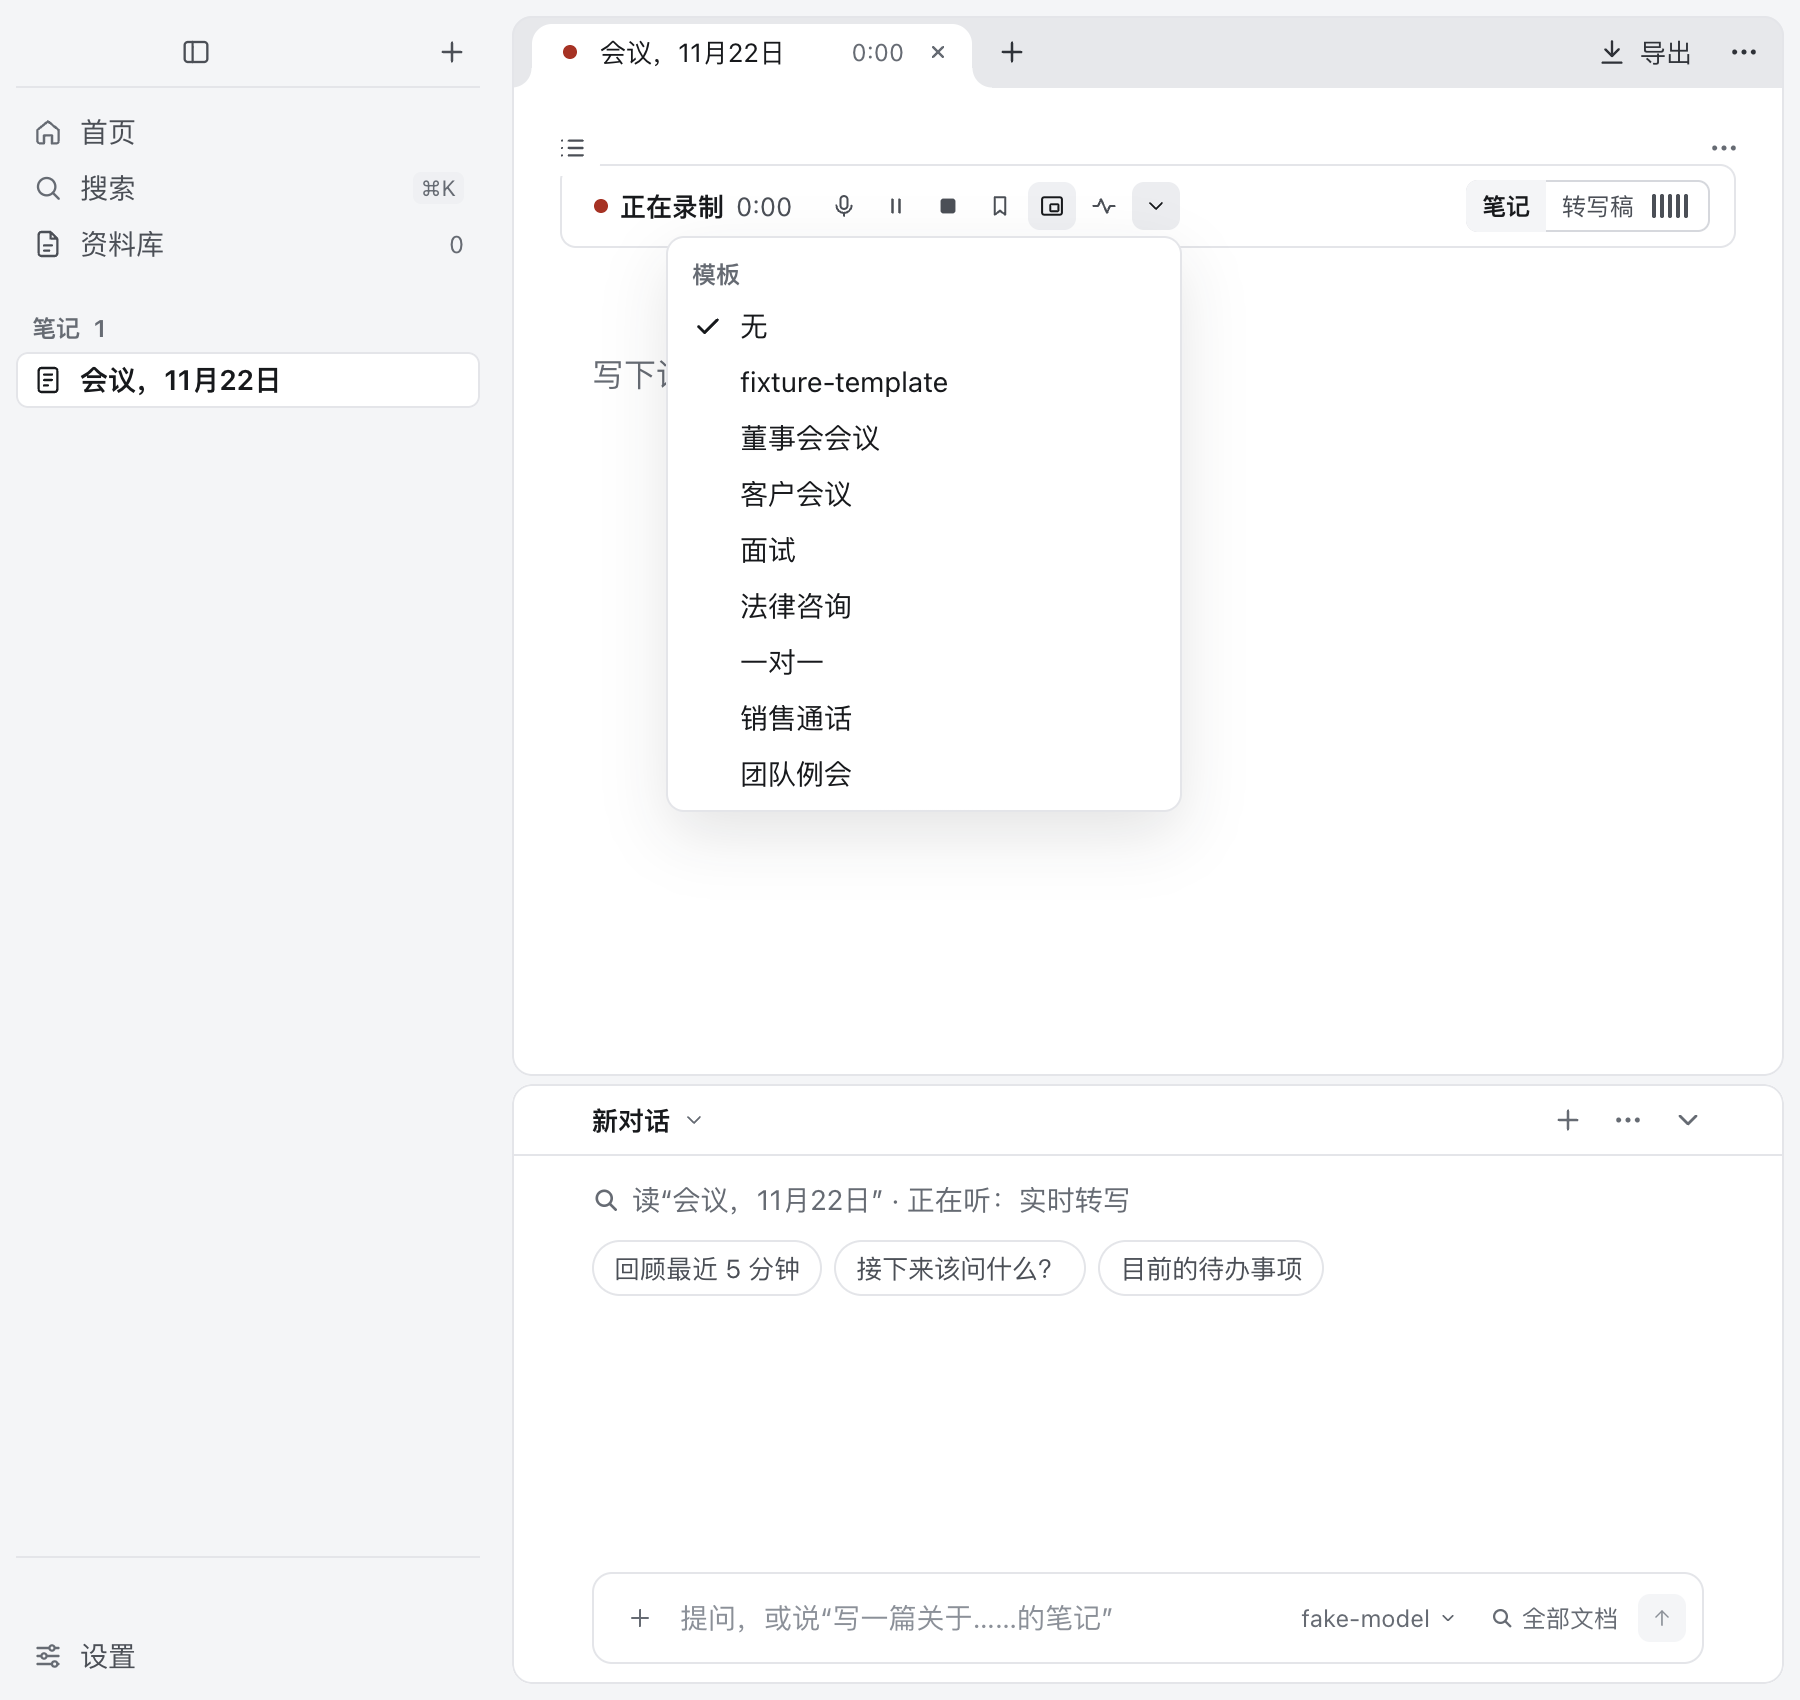 会议，11月22日 0:00
导出
首页
搜索 ⌘K
资料库 0
笔记 1
会议，11月22日
正在录制 0:00
笔记 转写稿
模板
无
fixture-template
董事会会议
客户会议
面试
法律咨询
一对一
销售通话
团队例会
写下
新对话
读“会议，11月22日” · 正在听：实时转写
回顾最近 5 分钟
接下来该问什么？
目前的待办事项
提问，或说“写一篇关于……的笔记”
fake-model
全部文档
设置